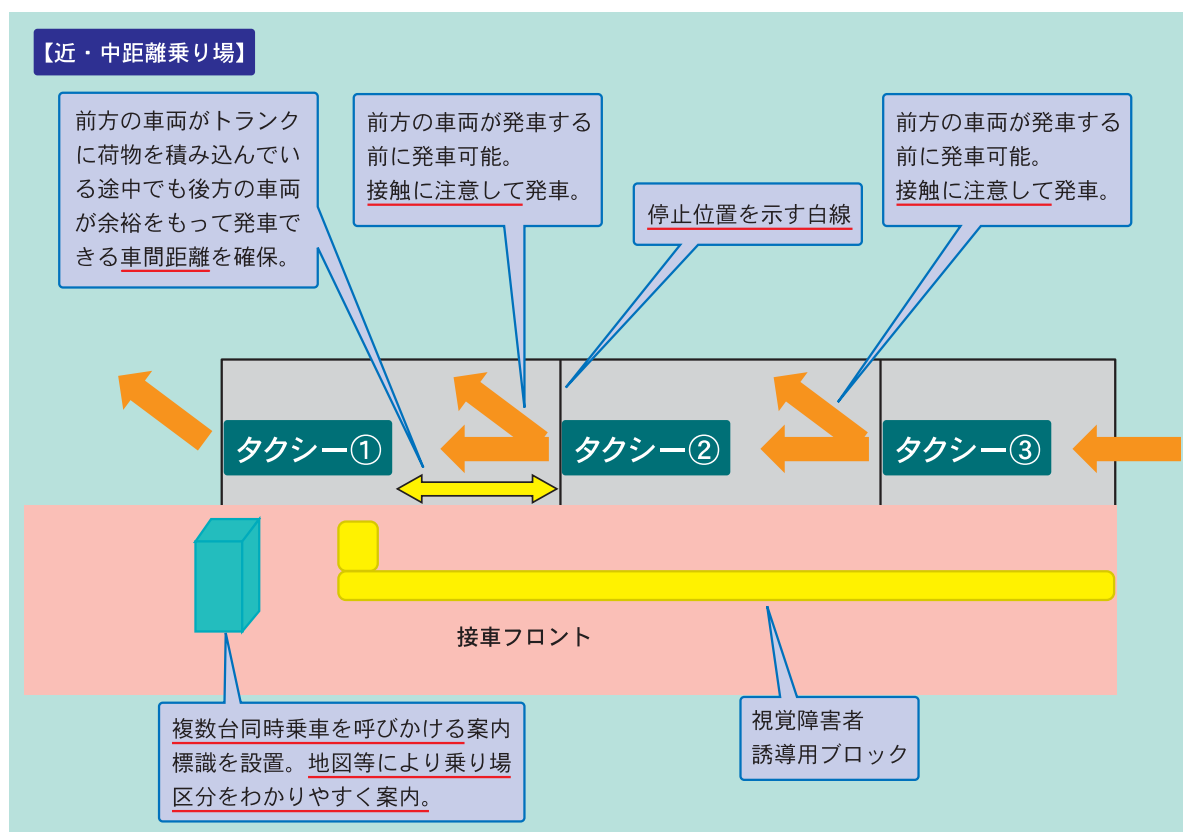 【近・中距離乗り場】
前方の車両がトランク
に荷物を積み込んでい
る途中でも後方の車両
が余裕をもって発車で
きる車間距離を確保。
前方の車両が発車する
前に発車可能。
接触に注意して発車。
停止位置を示す白線
前方の車両が発車する
前に発車可能。
接触に注意して発車。
タクシー①
タクシー②
タクシー③
接車フロント
複数台同時乗車を呼びかける案内
標識を設置。地図等により乗り場
区分をわかりやすく案内。
視覚障害者
誘導用ブロック